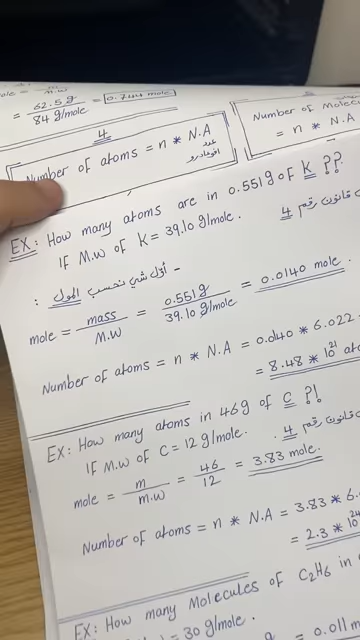 mole = m / M.W
= 62.5 g / 84 g/mole = 0.744 mole
4
Number of atoms = n * N.A
عدد
افوجادرو
Number of Molecu
= n * N.A
EX: How many atoms are in 0.551g of K ??
IF M.W of K = 39.10 g/mole.
قانون رقم 4
- أول شي نحسب المول :
mole = mass / M.W = 0.551 g / 39.10 g/mole = 0.0140 mole.
Number of atoms = n * N.A = 0.0140 * 6.022
= 8.48 * 10²¹ ato
EX: How many atoms in 46g of C ?!
IF M.W of C = 12 g/mole.
قانون رقم 4.
mole = m / m.w = 46 / 12 = 3.83 mole.
Number of atoms = n * N.A = 3.83 * 6.0
= 2.3 * 10²⁴
EX: How many Molecules of C₂H₆ in
= 30 g/mole.
= 0.011 m